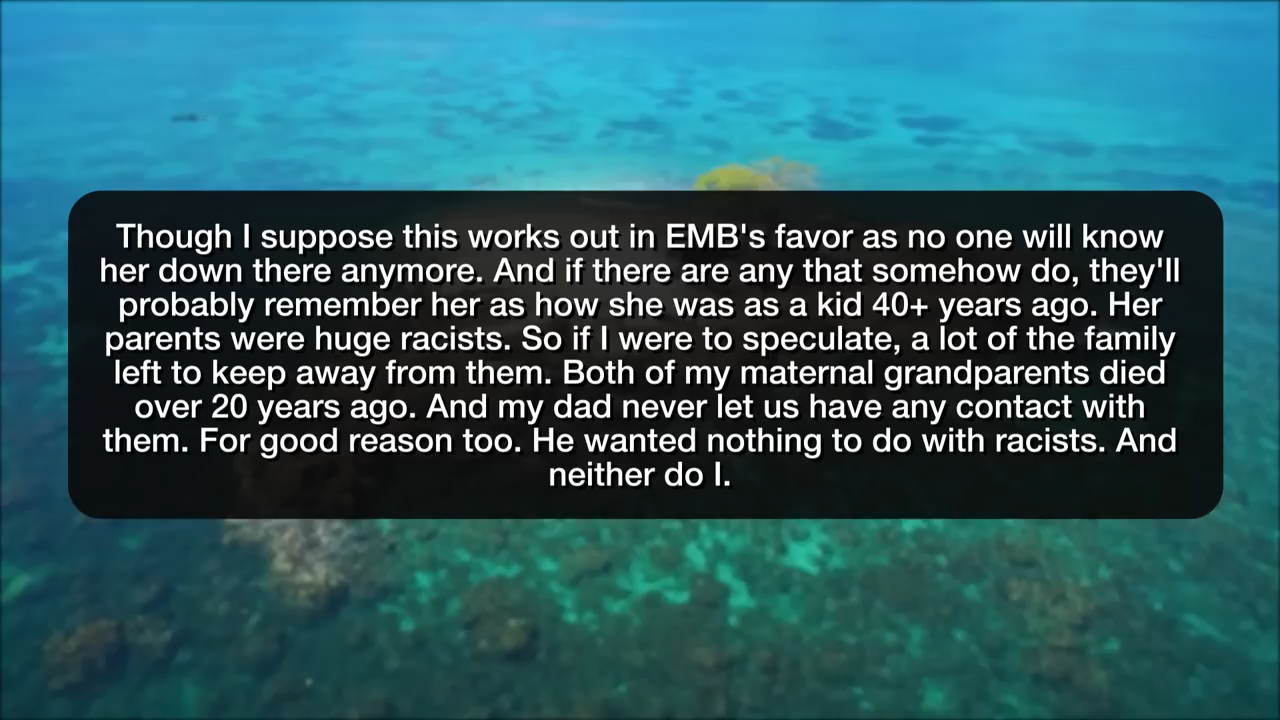 Though I suppose this works out in EMB's favor as no one will know
her down there anymore. And if there are any that somehow do, they'll
probably remember her as how she was as a kid 40+ years ago. Her
parents were huge racists. So if I were to speculate, a lot of the family
left to keep away from them. Both of my maternal grandparents died
over 20 years ago. And my dad never let us have any contact with
them. For good reason too. He wanted nothing to do with racists. And
neither do I.